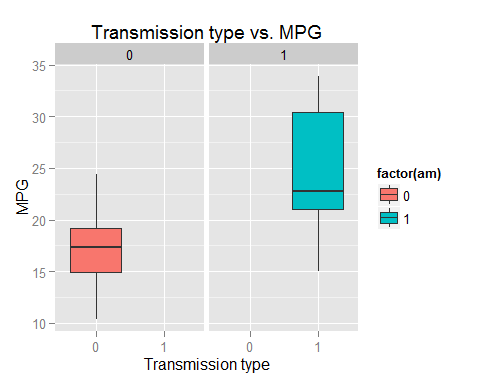 Transmission type vs. MPG
0 1
35
30
25
20
15
10
MPG
0 1 0 1
Transmission type
factor(am)
0
1